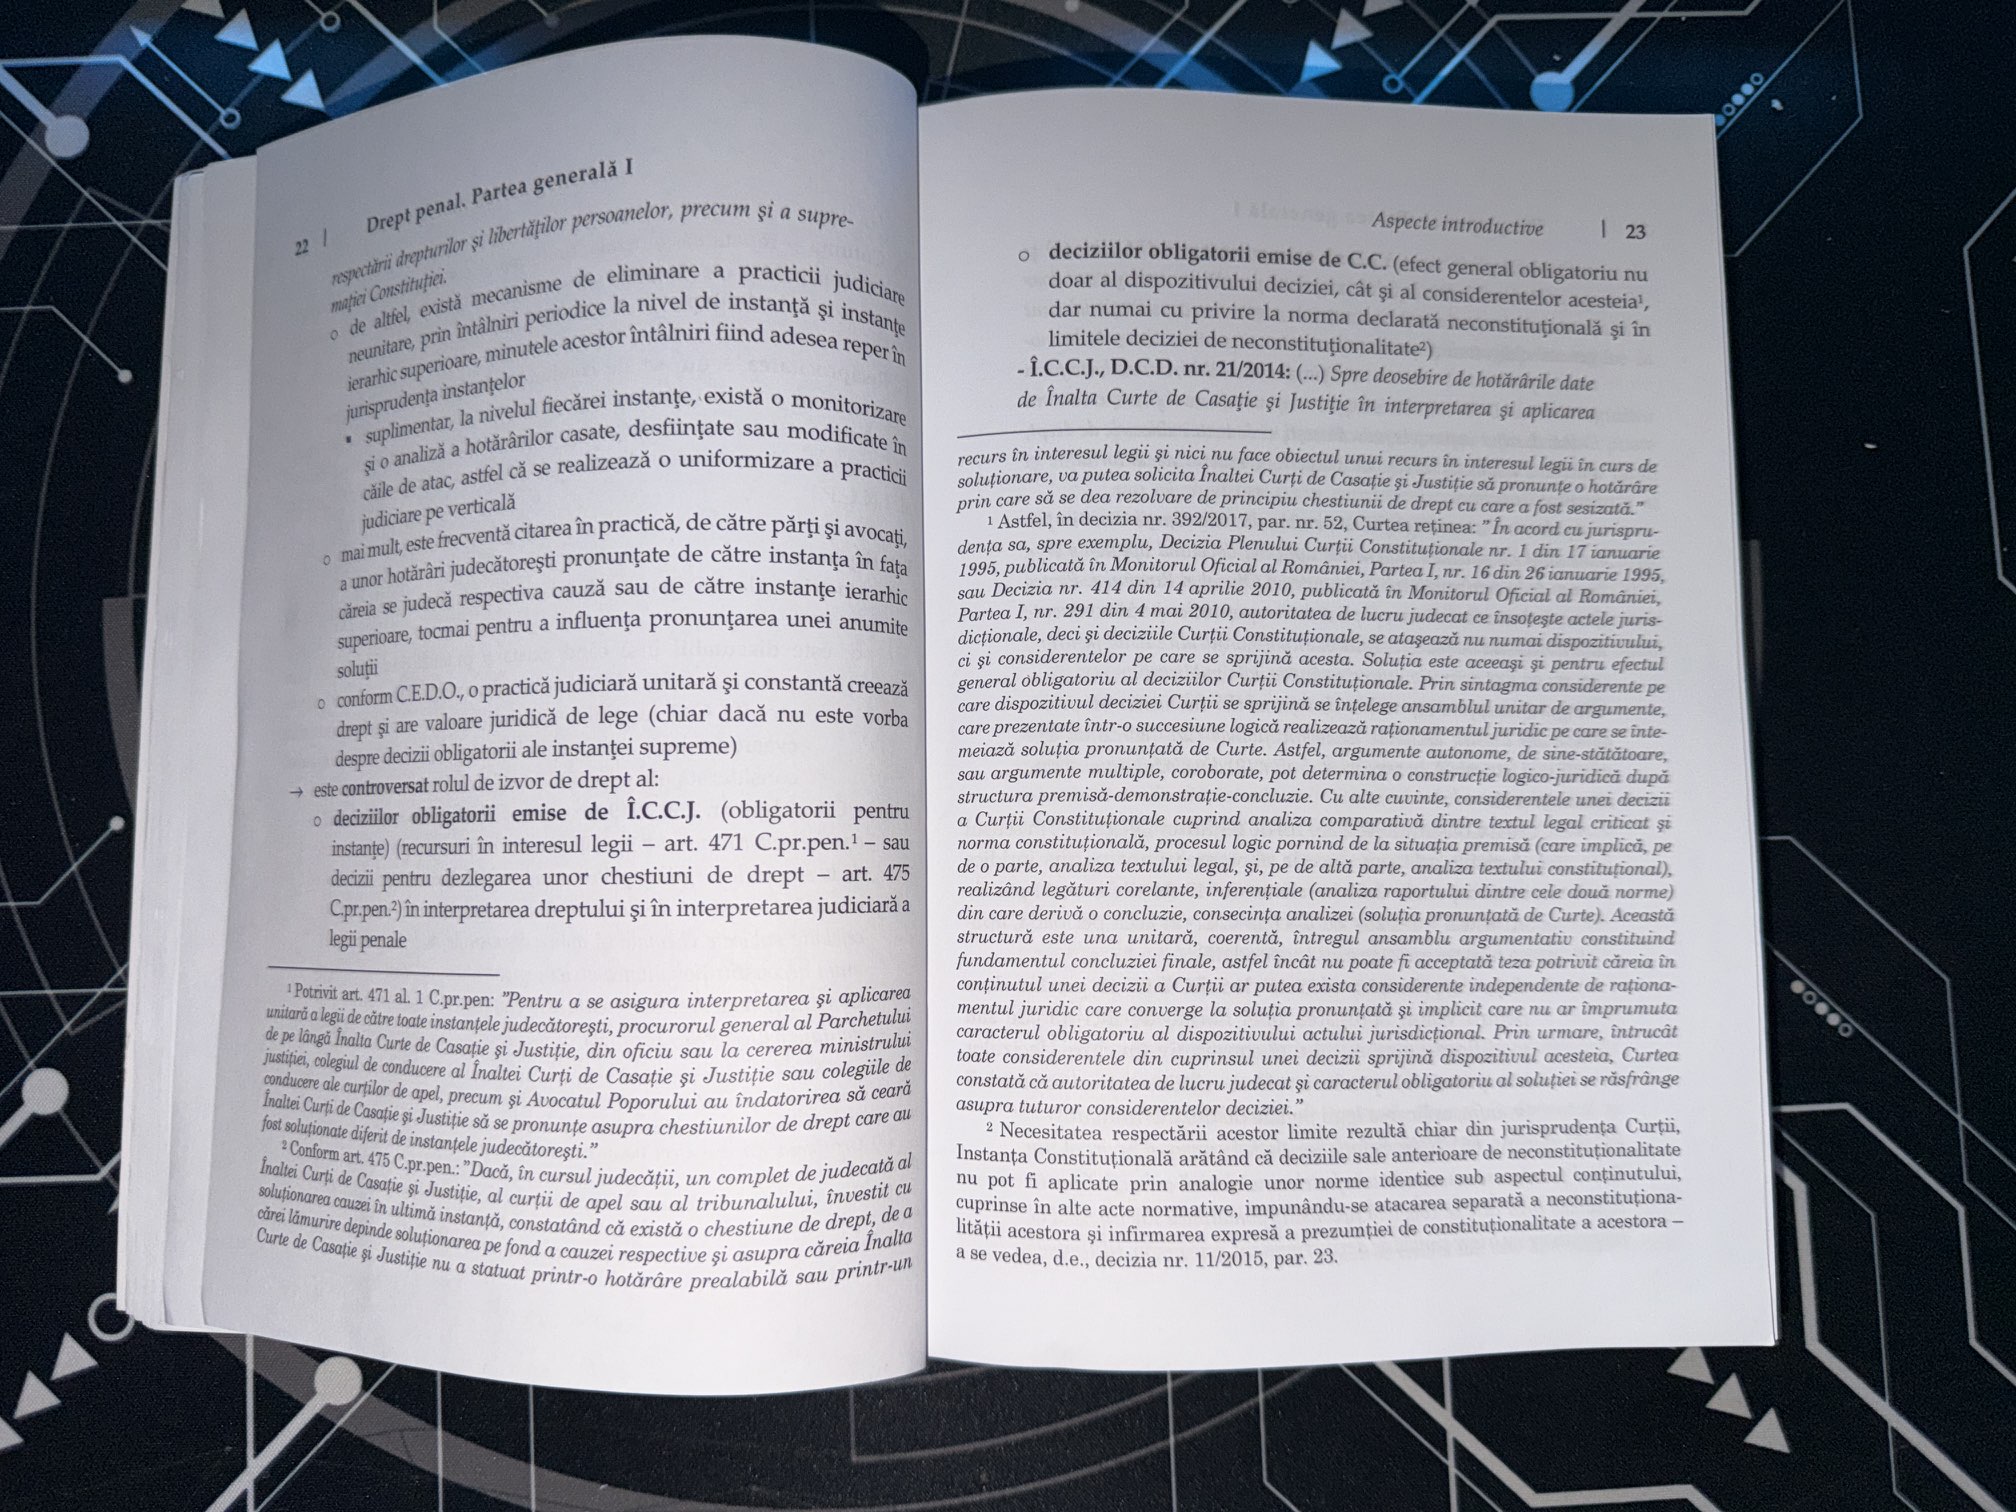 22 | Drept penal. Partea generală I
respectării drepturilor şi libertăţilor persoanelor, precum şi a supre-
maţiei Constituţiei.
o de altfel, există mecanisme de eliminare a practicii judiciare
neunitare, prin întâlniri periodice la nivel de instanţă şi instanţe
ierarhic superioare, minutele acestor întâlniri fiind adesea reper în
jurisprudenţa instanţelor
▪ suplimentar, la nivelul fiecărei instanţe, există o monitorizare
şi o analiză a hotărârilor casate, desfiinţate sau modificate în
căile de atac, astfel că se realizează o uniformizare a practicii
judiciare pe verticală
o mai mult, este frecventă citarea în practică, de către părţi şi avocaţi,
a unor hotărâri judecătoreşti pronunţate de către instanţa în faţa
căreia se judecă respectiva cauză sau de către instanţe ierarhic
superioare, tocmai pentru a influenţa pronunţarea unei anumite
soluţii
o conform C.E.D.O., o practică judiciară unitară şi constantă creează
drept şi are valoare juridică de lege (chiar dacă nu este vorba
despre decizii obligatorii ale instanţei supreme)
→ este controversat rolul de izvor de drept al:
o deciziilor obligatorii emise de Î.C.C.J. (obligatorii pentru
instanţe) (recursuri în interesul legii – art. 471 C.pr.pen.¹ – sau
decizii pentru dezlegarea unor chestiuni de drept – art. 475
C.pr.pen.²) în interpretarea dreptului şi în interpretarea judiciară a
legii penale
¹ Potrivit art. 471 al. 1 C.pr.pen: ”Pentru a se asigura interpretarea şi aplicarea
unitară a legii de către toate instanţele judecătoreşti, procurorul general al Parchetului
de pe lângă Înalta Curte de Casaţie şi Justiţie, din oficiu sau la cererea ministrului
justiţiei, colegiul de conducere al Înaltei Curţi de Casaţie şi Justiţie sau colegiile de
conducere ale curţilor de apel, precum şi Avocatul Poporului au îndatorirea să ceară
Înaltei Curţi de Casaţie şi Justiţie să se pronunţe asupra chestiunilor de drept care au
fost soluţionate diferit de instanţele judecătoreşti.”
² Conform art. 475 C.pr.pen.: ”Dacă, în cursul judecăţii, un complet de judecată al
Înaltei Curţi de Casaţie şi Justiţie, al curţii de apel sau al tribunalului, învestit cu
soluţionarea cauzei în ultimă instanţă, constatând că există o chestiune de drept, de a
cărei lămurire depinde soluţionarea pe fond a cauzei respective şi asupra căreia Înalta
Curte de Casaţie şi Justiţie nu a statuat printr-o hotărâre prealabilă sau printr-un
Aspecte introductive | 23
o deciziilor obligatorii emise de C.C. (efect general obligatoriu nu
doar al dispozitivului deciziei, cât şi al considerentelor acesteia¹,
dar numai cu privire la norma declarată neconstituţională şi în
limitele deciziei de neconstituţionalitate²)
- Î.C.C.J., D.C.D. nr. 21/2014: (...) Spre deosebire de hotărârile date
de Înalta Curte de Casaţie şi Justiţie în interpretarea şi aplicarea
recurs în interesul legii şi nici nu face obiectul unui recurs în interesul legii în curs de
soluţionare, va putea solicita Înaltei Curţi de Casaţie şi Justiţie să pronunţe o hotărâre
prin care să se dea rezolvare de principiu chestiunii de drept cu care a fost sesizată.”
¹ Astfel, în decizia nr. 392/2017, par. nr. 52, Curtea reţinea: ”În acord cu jurispru-
denţa sa, spre exemplu, Decizia Plenului Curţii Constituţionale nr. 1 din 17 ianuarie
1995, publicată în Monitorul Oficial al României, Partea I, nr. 16 din 26 ianuarie 1995,
sau Decizia nr. 414 din 14 aprilie 2010, publicată în Monitorul Oficial al României,
Partea I, nr. 291 din 4 mai 2010, autoritatea de lucru judecat ce însoţeşte actele juris-
dicţionale, deci şi deciziile Curţii Constituţionale, se ataşează nu numai dispozitivului,
ci şi considerentelor pe care se sprijină acesta. Soluţia este aceeaşi şi pentru efectul
general obligatoriu al deciziilor Curţii Constituţionale. Prin sintagma considerente pe
care dispozitivul deciziei Curţii se sprijină se înţelege ansamblul unitar de argumente,
care prezentate într-o succesiune logică realizează raţionamentul juridic pe care se înte-
meiază soluţia pronunţată de Curte. Astfel, argumente autonome, de sine-stătătoare,
sau argumente multiple, coroborate, pot determina o construcţie logico-juridică după
structura premisă-demonstraţie-concluzie. Cu alte cuvinte, considerentele unei decizii
a Curţii Constituţionale cuprind analiza comparativă dintre textul legal criticat şi
norma constituţională, procesul logic pornind de la situaţia premisă (care implică, pe
de o parte, analiza textului legal, şi, pe de altă parte, analiza textului constituţional),
realizând legături corelante, inferenţiale (analiza raportului dintre cele două norme)
din care derivă o concluzie, consecinţa analizei (soluţia pronunţată de Curte). Această
structură este una unitară, coerentă, întregul ansamblu argumentativ constituind
fundamentul concluziei finale, astfel încât nu poate fi acceptată teza potrivit căreia în
conţinutul unei decizii a Curţii ar putea exista considerente independente de raţiona-
mentul juridic care converge la soluţia pronunţată şi implicit care nu ar împrumuta
caracterul obligatoriu al dispozitivului actului jurisdicţional. Prin urmare, întrucât
toate considerentele din cuprinsul unei decizii sprijină dispozitivul acesteia, Curtea
constată că autoritatea de lucru judecat şi caracterul obligatoriu al soluţiei se răsfrânge
asupra tuturor considerentelor deciziei.”
² Necesitatea respectării acestor limite rezultă chiar din jurisprudenţa Curţii,
Instanţa Constituţională arătând că deciziile sale anterioare de neconstituţionalitate
nu pot fi aplicate prin analogie unor norme identice sub aspectul conţinutului,
cuprinse în alte acte normative, impunându-se atacarea separată a neconstituţiona-
lităţii acestora şi infirmarea expresă a prezumţiei de constituţionalitate a acestora –
a se vedea, d.e., decizia nr. 11/2015, par. 23.